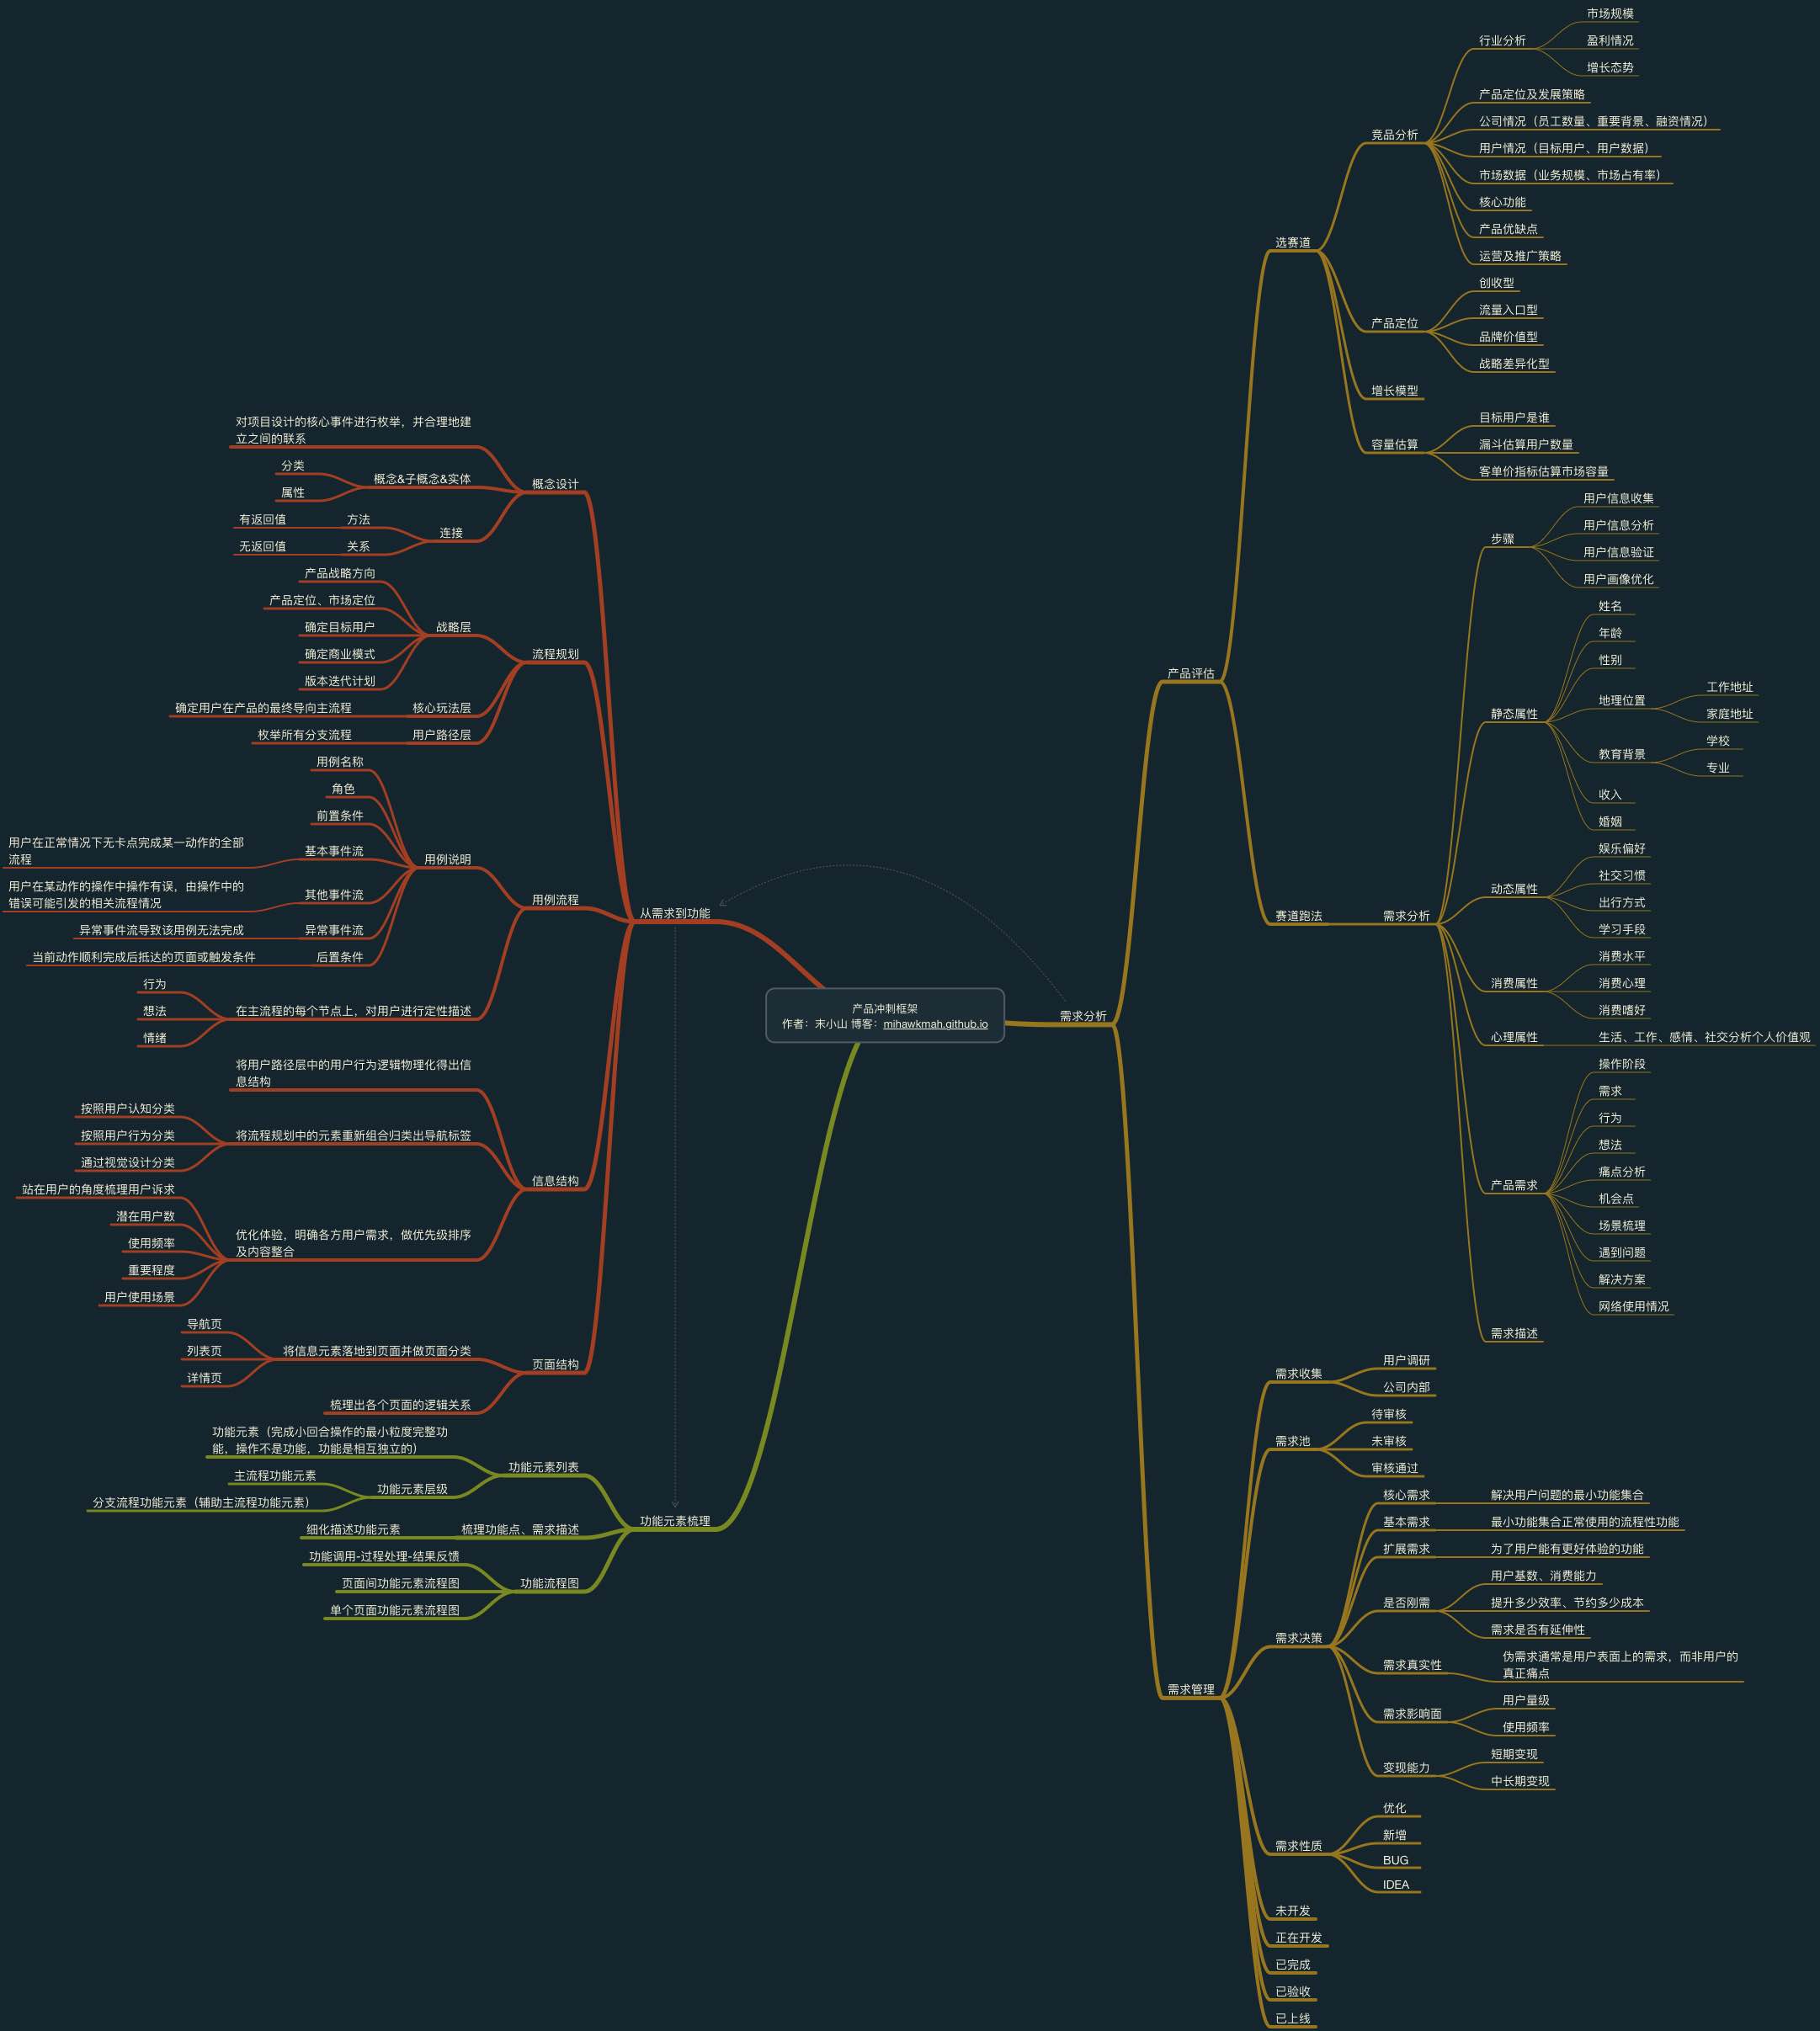 产品冲刺框架
作者：末小山 博客：mihawkmah.github.io
需求分析
产品评估
选赛道
竞品分析
行业分析
市场规模
盈利情况
增长态势
产品定位及发展策略
公司情况（员工数量、重要背景、融资情况）
用户情况（目标用户、用户数据）
市场数据（业务规模、市场占有率）
核心功能
产品优缺点
运营及推广策略
产品定位
创收型
流量入口型
品牌价值型
战略差异化型
增长模型
容量估算
目标用户是谁
漏斗估算用户数量
客单价指标估算市场容量
赛道跑法
需求分析
步骤
用户信息收集
用户信息分析
用户信息验证
用户画像优化
静态属性
姓名
年龄
性别
地理位置
工作地址
家庭地址
教育背景
学校
专业
收入
婚姻
动态属性
娱乐偏好
社交习惯
出行方式
学习手段
消费属性
消费水平
消费心理
消费嗜好
心理属性
生活、工作、感情、社交分析个人价值观
产品需求
操作阶段
需求
行为
想法
痛点分析
机会点
场景梳理
遇到问题
解决方案
网络使用情况
需求描述
需求管理
需求收集
用户调研
公司内部
需求池
待审核
未审核
审核通过
需求决策
核心需求
解决用户问题的最小功能集合
基本需求
最小功能集合正常使用的流程性功能
扩展需求
为了用户能有更好体验的功能
是否刚需
用户基数、消费能力
提升多少效率、节约多少成本
需求是否有延伸性
需求真实性
伪需求通常是用户表面上的需求，而非用户的
真正痛点
需求影响面
用户量级
使用频率
变现能力
短期变现
中长期变现
需求性质
优化
新增
BUG
IDEA
未开发
正在开发
已完成
已验收
已上线
从需求到功能
概念设计
对项目设计的核心事件进行枚举，并合理地建
立之间的联系
概念&子概念&实体
分类
属性
连接
方法
有返回值
关系
无返回值
流程规划
战略层
产品战略方向
产品定位、市场定位
确定目标用户
确定商业模式
版本迭代计划
核心玩法层
确定用户在产品的最终导向主流程
用户路径层
枚举所有分支流程
用例流程
用例说明
用例名称
角色
前置条件
基本事件流
用户在正常情况下无卡点完成某一动作的全部
流程
其他事件流
用户在某动作的操作中操作有误，由操作中的
错误可能引发的相关流程情况
异常事件流
异常事件流导致该用例无法完成
后置条件
当前动作顺利完成后抵达的页面或触发条件
在主流程的每个节点上，对用户进行定性描述
行为
想法
情绪
信息结构
将用户路径层中的用户行为逻辑物理化得出信
息结构
将流程规划中的元素重新组合归类出导航标签
按照用户认知分类
按照用户行为分类
通过视觉设计分类
优化体验，明确各方用户需求，做优先级排序
及内容整合
站在用户的角度梳理用户诉求
潜在用户数
使用频率
重要程度
用户使用场景
页面结构
将信息元素落地到页面并做页面分类
导航页
列表页
详情页
梳理出各个页面的逻辑关系
功能元素梳理
功能元素列表
功能元素（完成小回合操作的最小粒度完整功
能，操作不是功能，功能是相互独立的）
功能元素层级
主流程功能元素
分支流程功能元素（辅助主流程功能元素）
梳理功能点、需求描述
细化描述功能元素
功能流程图
功能调用-过程处理-结果反馈
页面间功能元素流程图
单个页面功能元素流程图